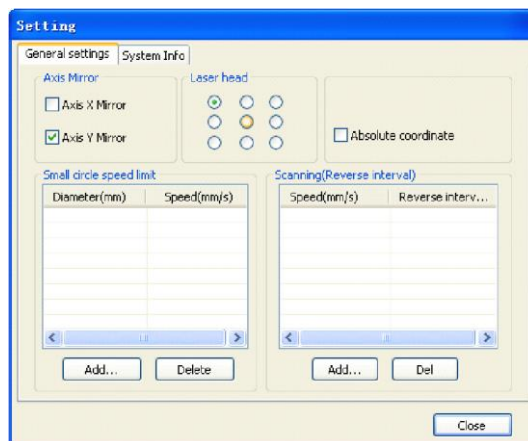 Setting
General settings System Info
Axis Mirror Laser head
Axis X Mirror
Axis Y Mirror Absolute coordinate
Small circle speed limit Scanning(Reverse interval)
Diameter(mm) Speed(mm/s) Speed(mm/s) Reverse interv...
Add... Delete Add... Del
Close